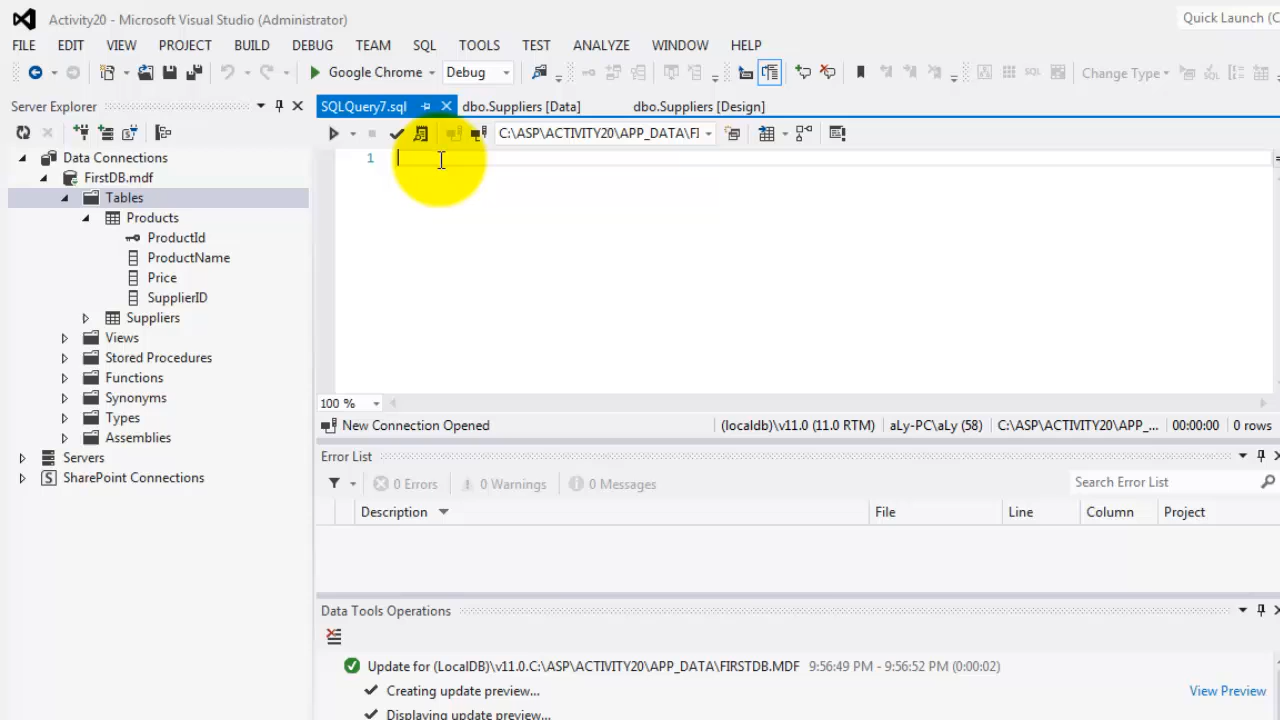 Activity20 - Microsoft Visual Studio (Administrator)
Quick Launch (C
FILE EDIT VIEW PROJECT BUILD DEBUG TEAM SQL TOOLS TEST ANALYZE WINDOW HELP
Google Chrome Debug Change Type
Server Explorer
SQLQuery7.sql dbo.Suppliers [Data] dbo.Suppliers [Design]
C:\ASP\ACTIVITY20\APP_DATA\FI
1
Data Connections
FirstDB.mdf
Tables
Products
ProductId
ProductName
Price
SupplierID
Suppliers
Views
Stored Procedures
Functions
Synonyms
Types
Assemblies
Servers
SharePoint Connections
100 %
New Connection Opened (localdb)\v11.0 (11.0 RTM) aLy-PC\aLy (58) C:\ASP\ACTIVITY20\APP_... 00:00:00 0 rows
Error List
0 Errors 0 Warnings 0 Messages Search Error List
Description File Line Column Project
Data Tools Operations
Update for (LocalDB)\v11.0.C:\ASP\ACTIVITY20\APP_DATA\FIRSTDB.MDF 9:56:49 PM - 9:56:52 PM (0:00:02)
Creating update preview... View Preview
Displaying update preview...